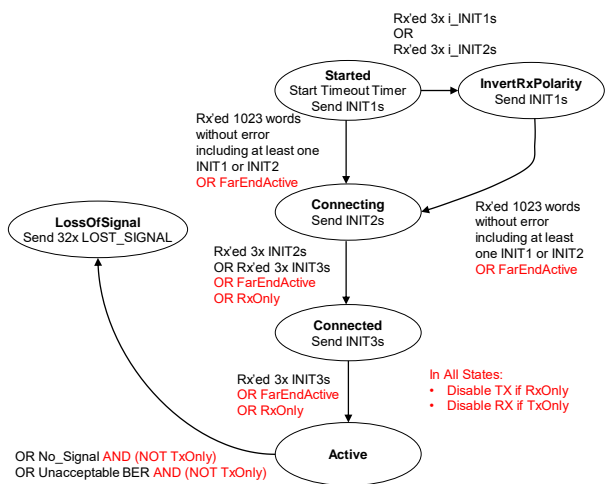 Rx'ed 3x i_INIT1s
OR
Rx'ed 3x i_INIT2s
Started
Start Timeout Timer
Send INIT1s
InvertRxPolarity
Send INIT1s
Rx'ed 1023 words
without error
including at least one
INIT1 or INIT2
OR FarEndActive
Connecting
Send INIT2s
Rx'ed 1023 words
without error
including at least
one INIT1 or INIT2
OR FarEndActive
LossOfSignal
Send 32x LOST_SIGNAL
Rx'ed 3x INIT2s
OR Rx'ed 3x INIT3s
OR FarEndActive
OR RxOnly
Connected
Send INIT3s
Rx'ed 3x INIT3s
OR FarEndActive
OR RxOnly
In All States:
• Disable TX if RxOnly
• Disable RX if TxOnly
Active
OR No_Signal AND (NOT TxOnly)
OR Unacceptable BER AND (NOT TxOnly)